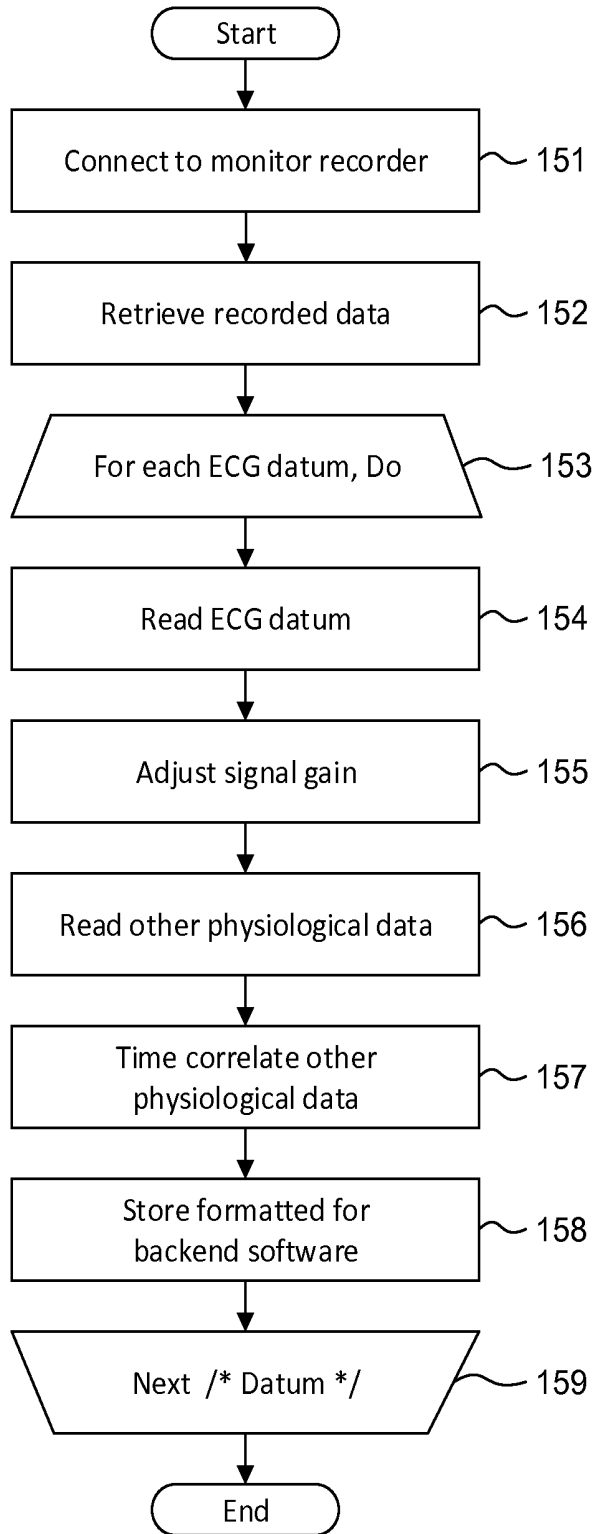 Start
Connect to monitor recorder
151
Retrieve recorded data
152
For each ECG datum, Do
153
Read ECG datum
154
Adjust signal gain
155
Read other physiological data
156
Time correlate other
physiological data
157
Store formatted for
backend software
158
Next /* Datum */
159
End